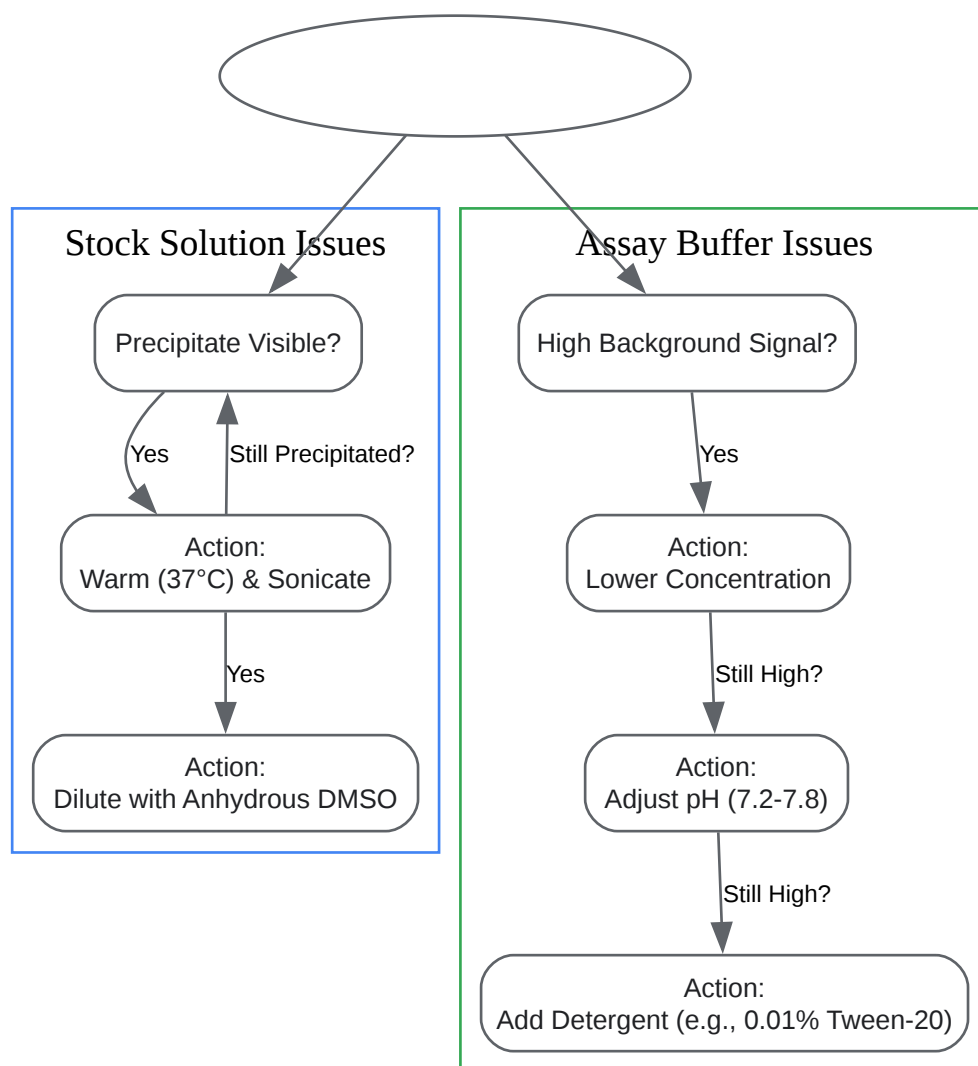 Stock Solution Issues
Precipitate Visible?
Yes
Still Precipitated?
Action:
Warm (37°C) & Sonicate
Yes
Action:
Dilute with Anhydrous DMSO
Assay Buffer Issues
High Background Signal?
Yes
Action:
Lower Concentration
Still High?
Action:
Adjust pH (7.2-7.8)
Still High?
Action:
Add Detergent (e.g., 0.01% Tween-20)